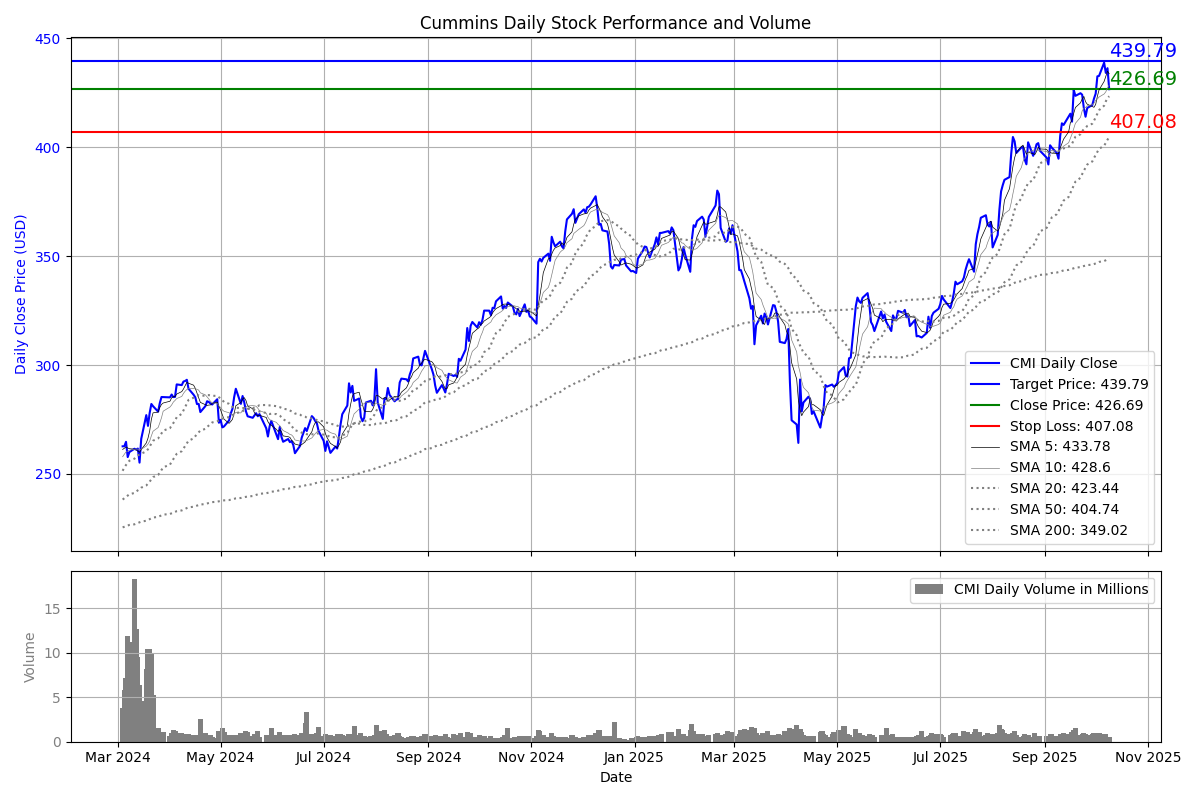 Cummins Daily Stock Performance and Volume
450
400
350
300
250
Daily Close Price (USD)
439.79
426.69
407.08
CMI Daily Close
Target Price: 439.79
Close Price: 426.69
Stop Loss: 407.08
SMA 5: 433.78
SMA 10: 428.6
SMA 20: 423.44
SMA 50: 404.74
SMA 200: 349.02
CMI Daily Volume in Millions
15
10
5
0
Volume
Mar 2024 May 2024 Jul 2024 Sep 2024 Nov 2024 Jan 2025 Mar 2025 May 2025 Jul 2025 Sep 2025 Nov 2025
Date